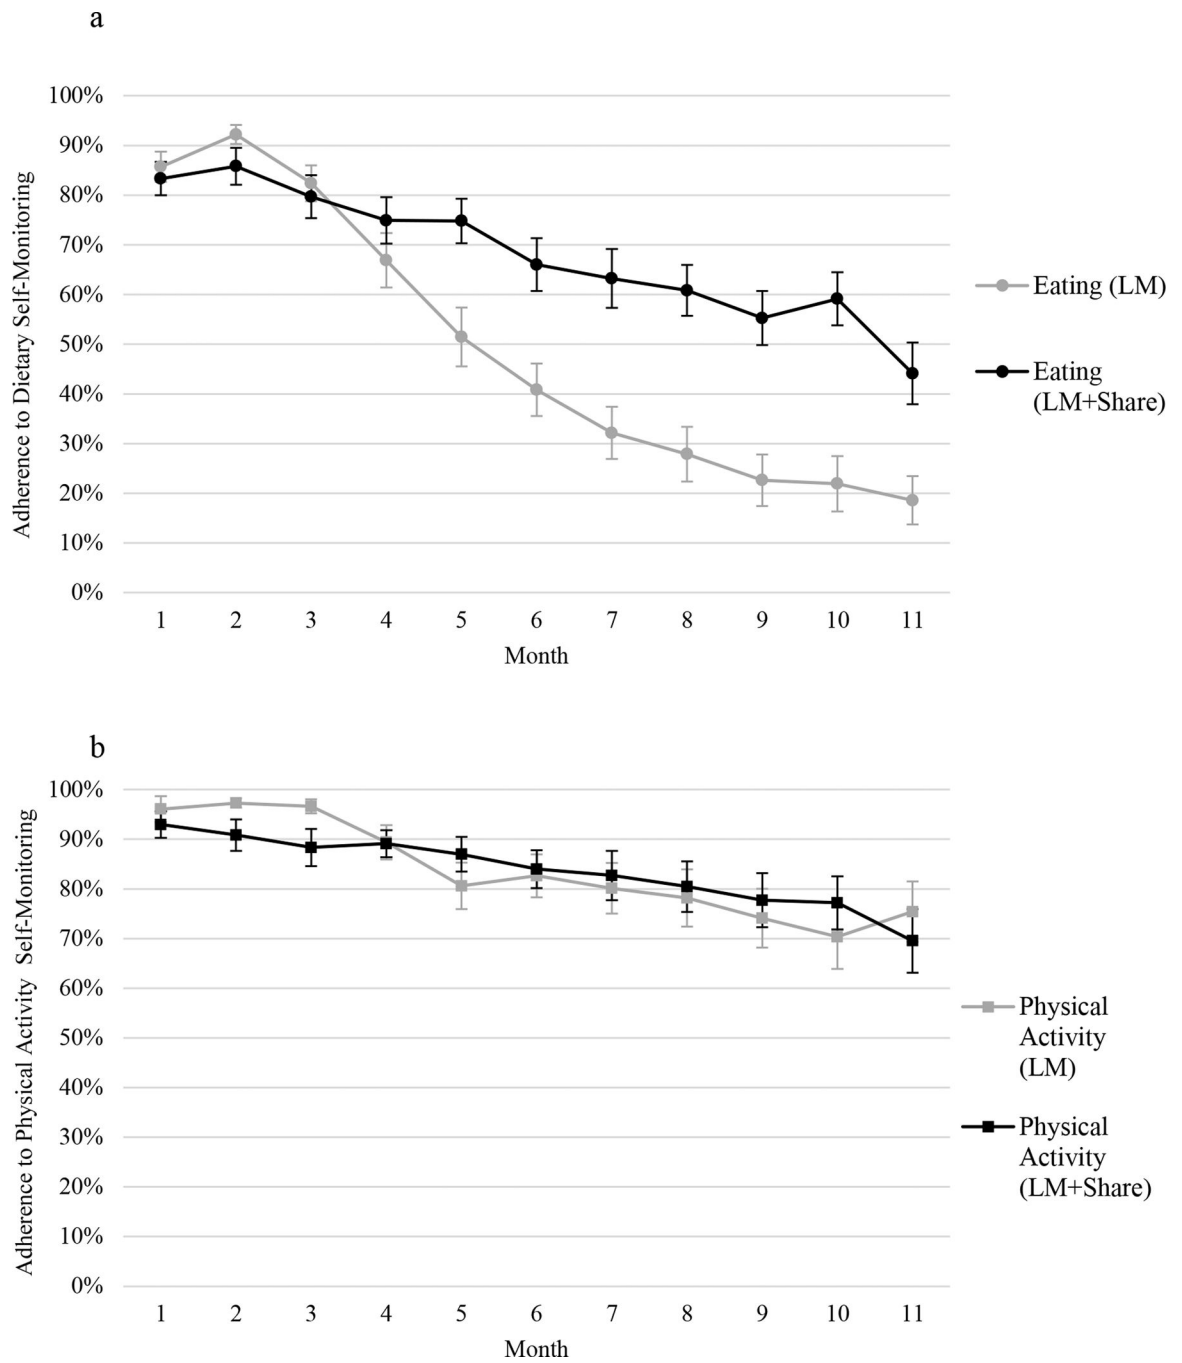 a
Adherence to Dietary Self-Monitoring
100%
90%
80%
70%
60%
50%
40%
30%
20%
10%
0%
1 2 3 4 5 6 7 8 9 10 11
Month
Eating (LM)
Eating
(LM+Share)
b
Adherence to Physical Activity Self-Monitoring
100%
90%
80%
70%
60%
50%
40%
30%
20%
10%
0%
1 2 3 4 5 6 7 8 9 10 11
Month
Physical
Activity
(LM)
Physical
Activity
(LM+Share)